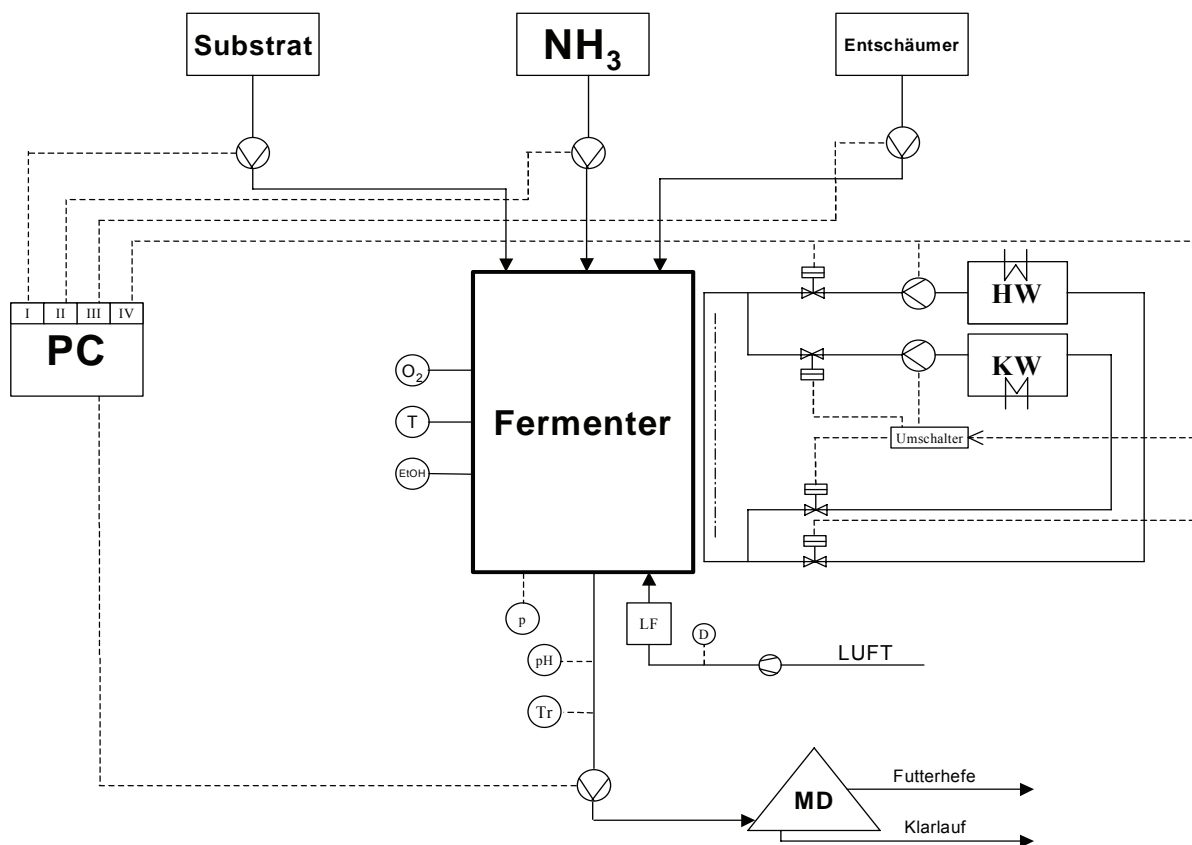 Substrat
NH₃
Entschäumer
I II III IV
PC
HW
KW
Umschalter
O₂
T
EtOH
Fermenter
p
pH
Tr
LF
D
LUFT
MD
Futterhefe
Klarlauf